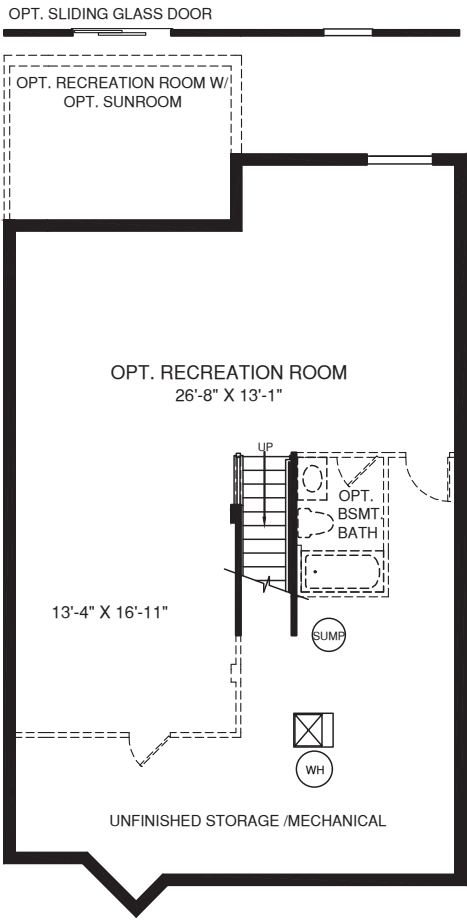 OPT. SLIDING GLASS DOOR
OPT. RECREATION ROOM W/
OPT. SUNROOM
OPT. RECREATION ROOM
26'-8" X 13'-1"
UP
OPT.
BSMT.
BATH
13'-4" X 16'-11"
SUMP
WH
UNFINISHED STORAGE /MECHANICAL